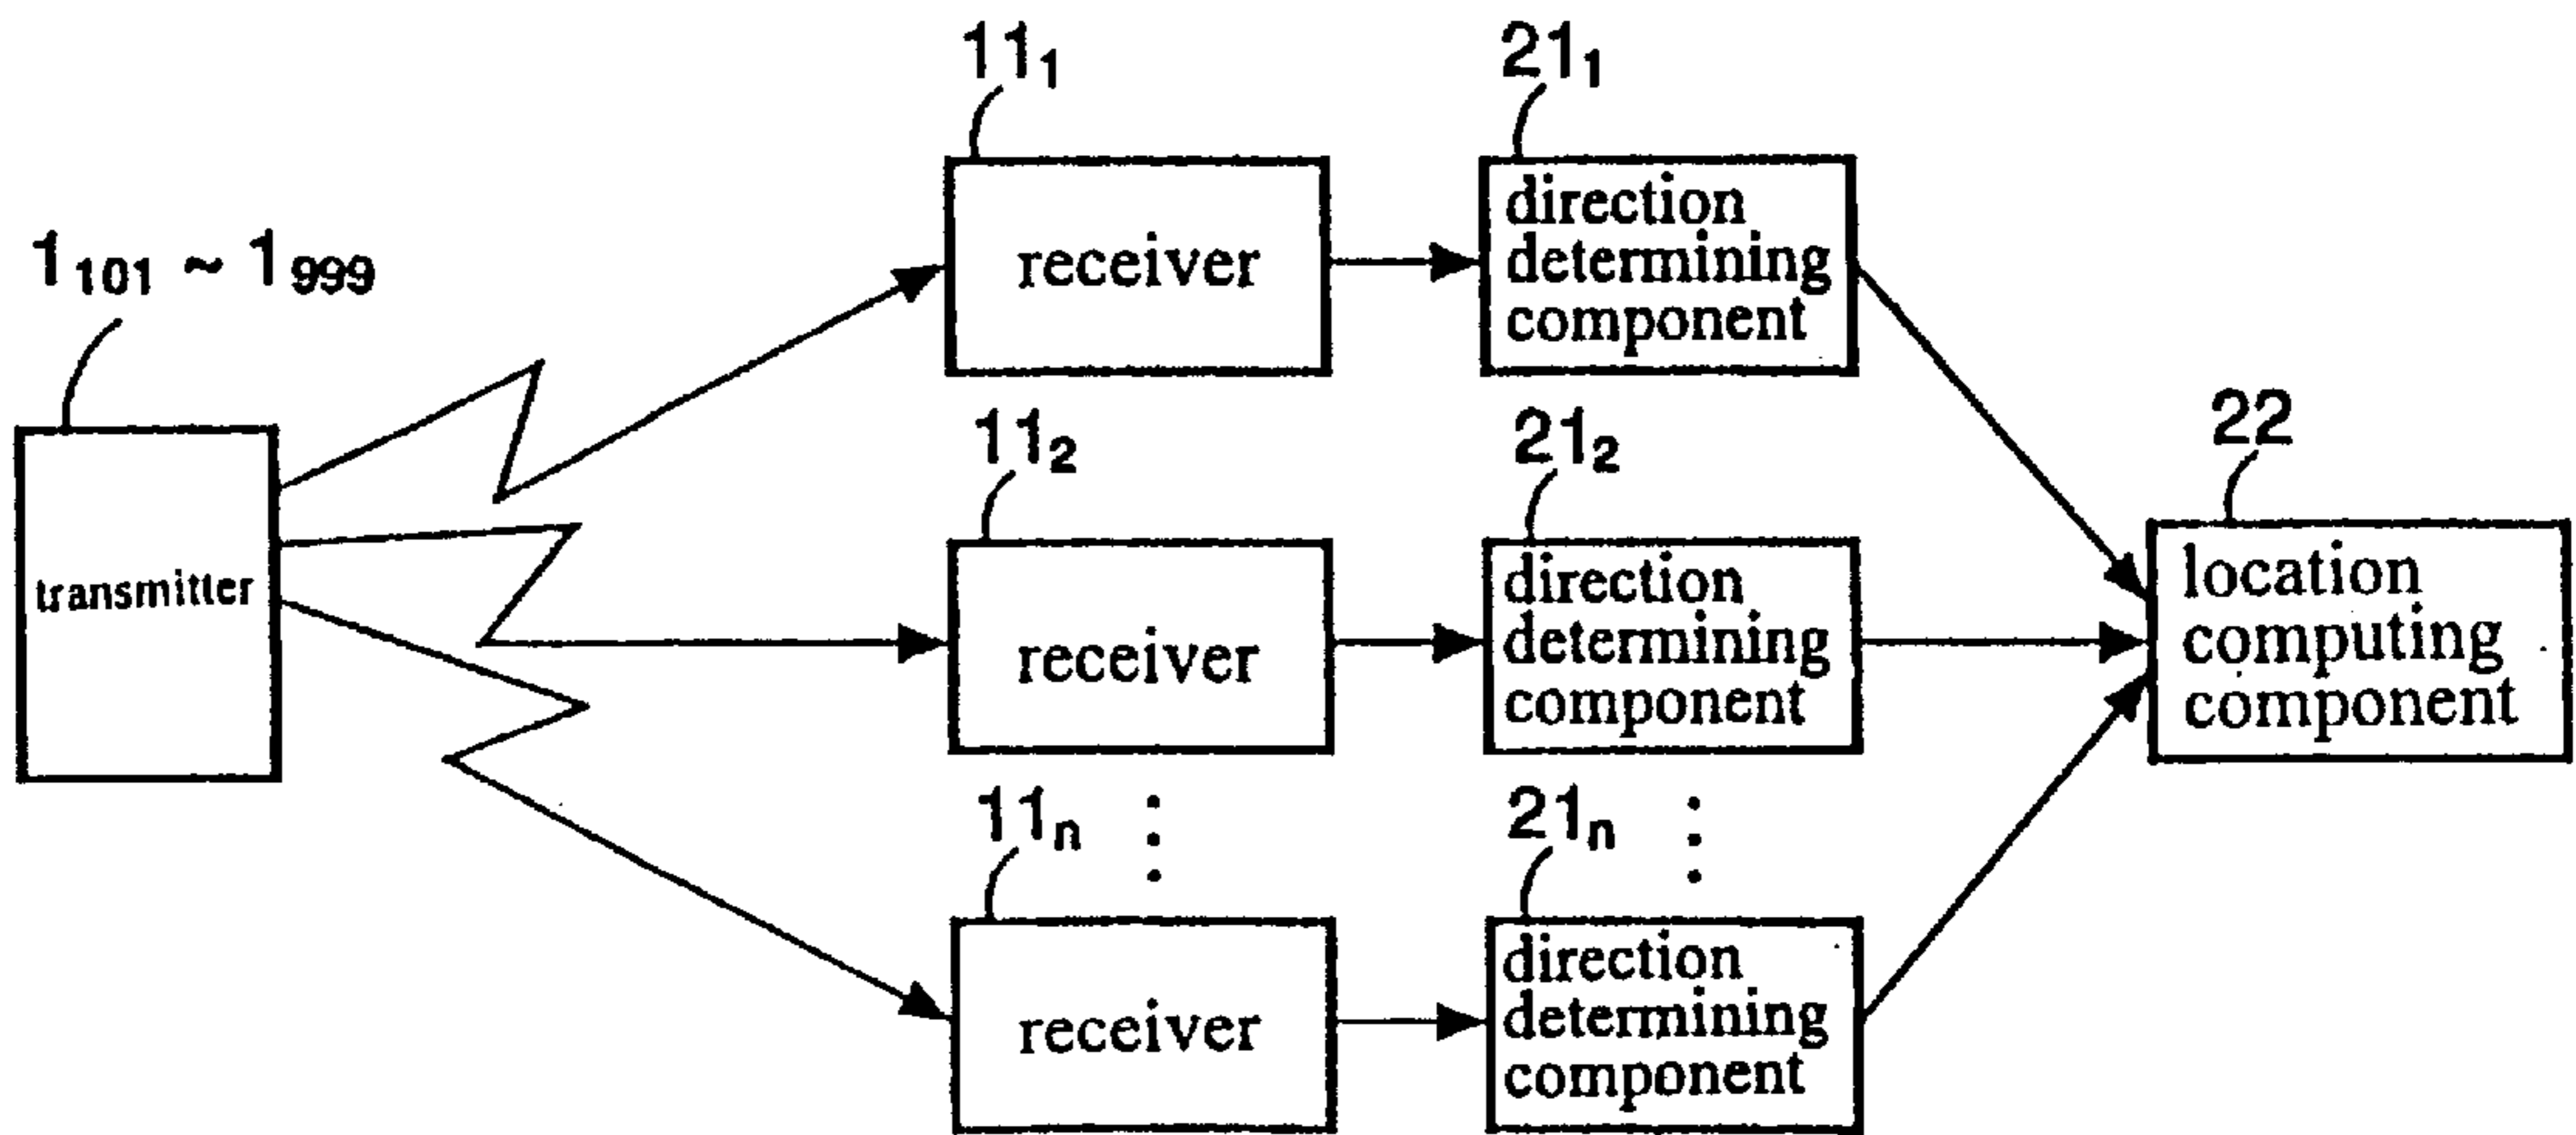 11₁
21₁
1₁₀₁ ~ 1₉₉₉
receiver
direction
determining
component
11₂
21₂
22
transmitter
receiver
direction
determining
component
location
computing
component
11ₙ
21ₙ
receiver
direction
determining
component